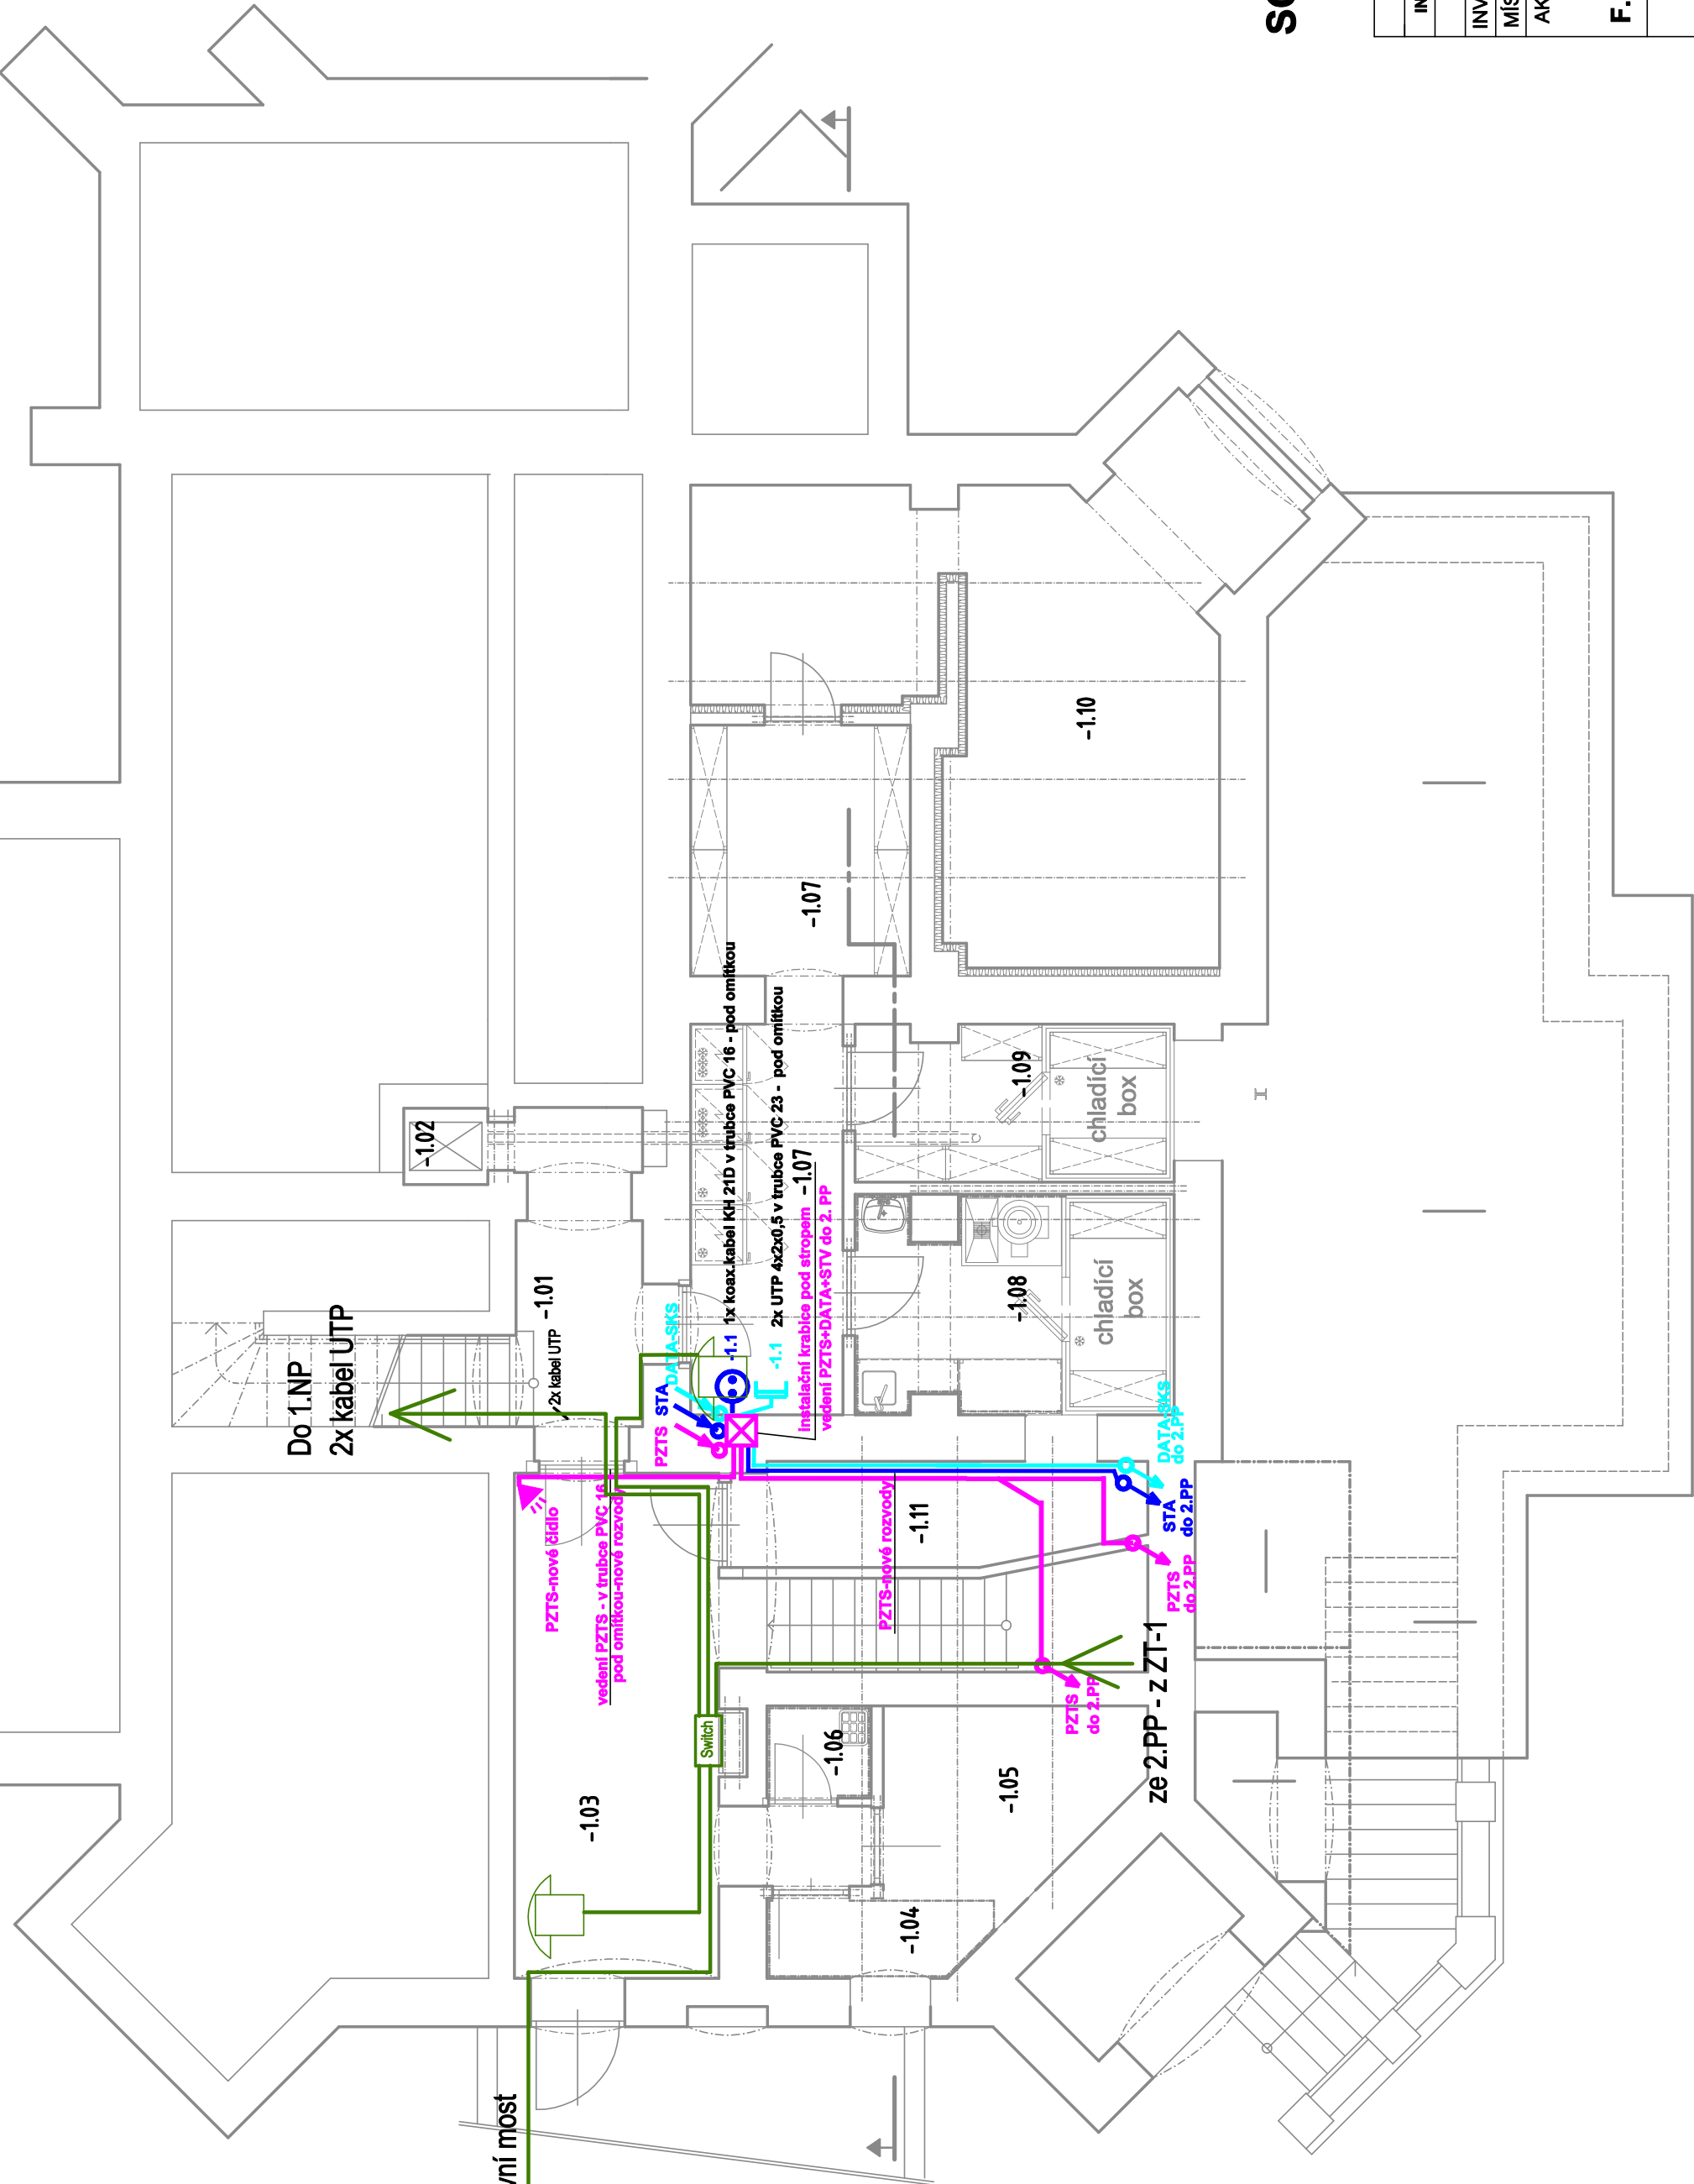 Do 1.NP
2x kabel UTP
2x kabel UTP
-1.01
-1.02
-1.03
-1.04
-1.05
-1.06
-1.07
-1.07
-1.08
-1.09
-1.10
-1.11
chladící
box
chladící
box
1x koax.kabel KH 21D v trubce PVC 16 - pod omítkou
2x UTP 4x2x0,5 v trubce PVC 23 - pod omítkou
instalační krabice pod stropem
vedení PZTS+DATA+STV do 2. PP
-1.1
-1.1
DATA-SKS
STA
PZTS
PZTS-nové čidlo
vedení PZTS - v trubce PVC 16
pod omítkou-nové rozvody
PZTS-nové rozvody
DATA-SKS
do 2.PP
STA
do 2.PP
PZTS
do 2.PP
PZTS
do 2.PP
ze 2.PP - z ZT-1
Switch
vní most
INV
MÍS
AK
F.